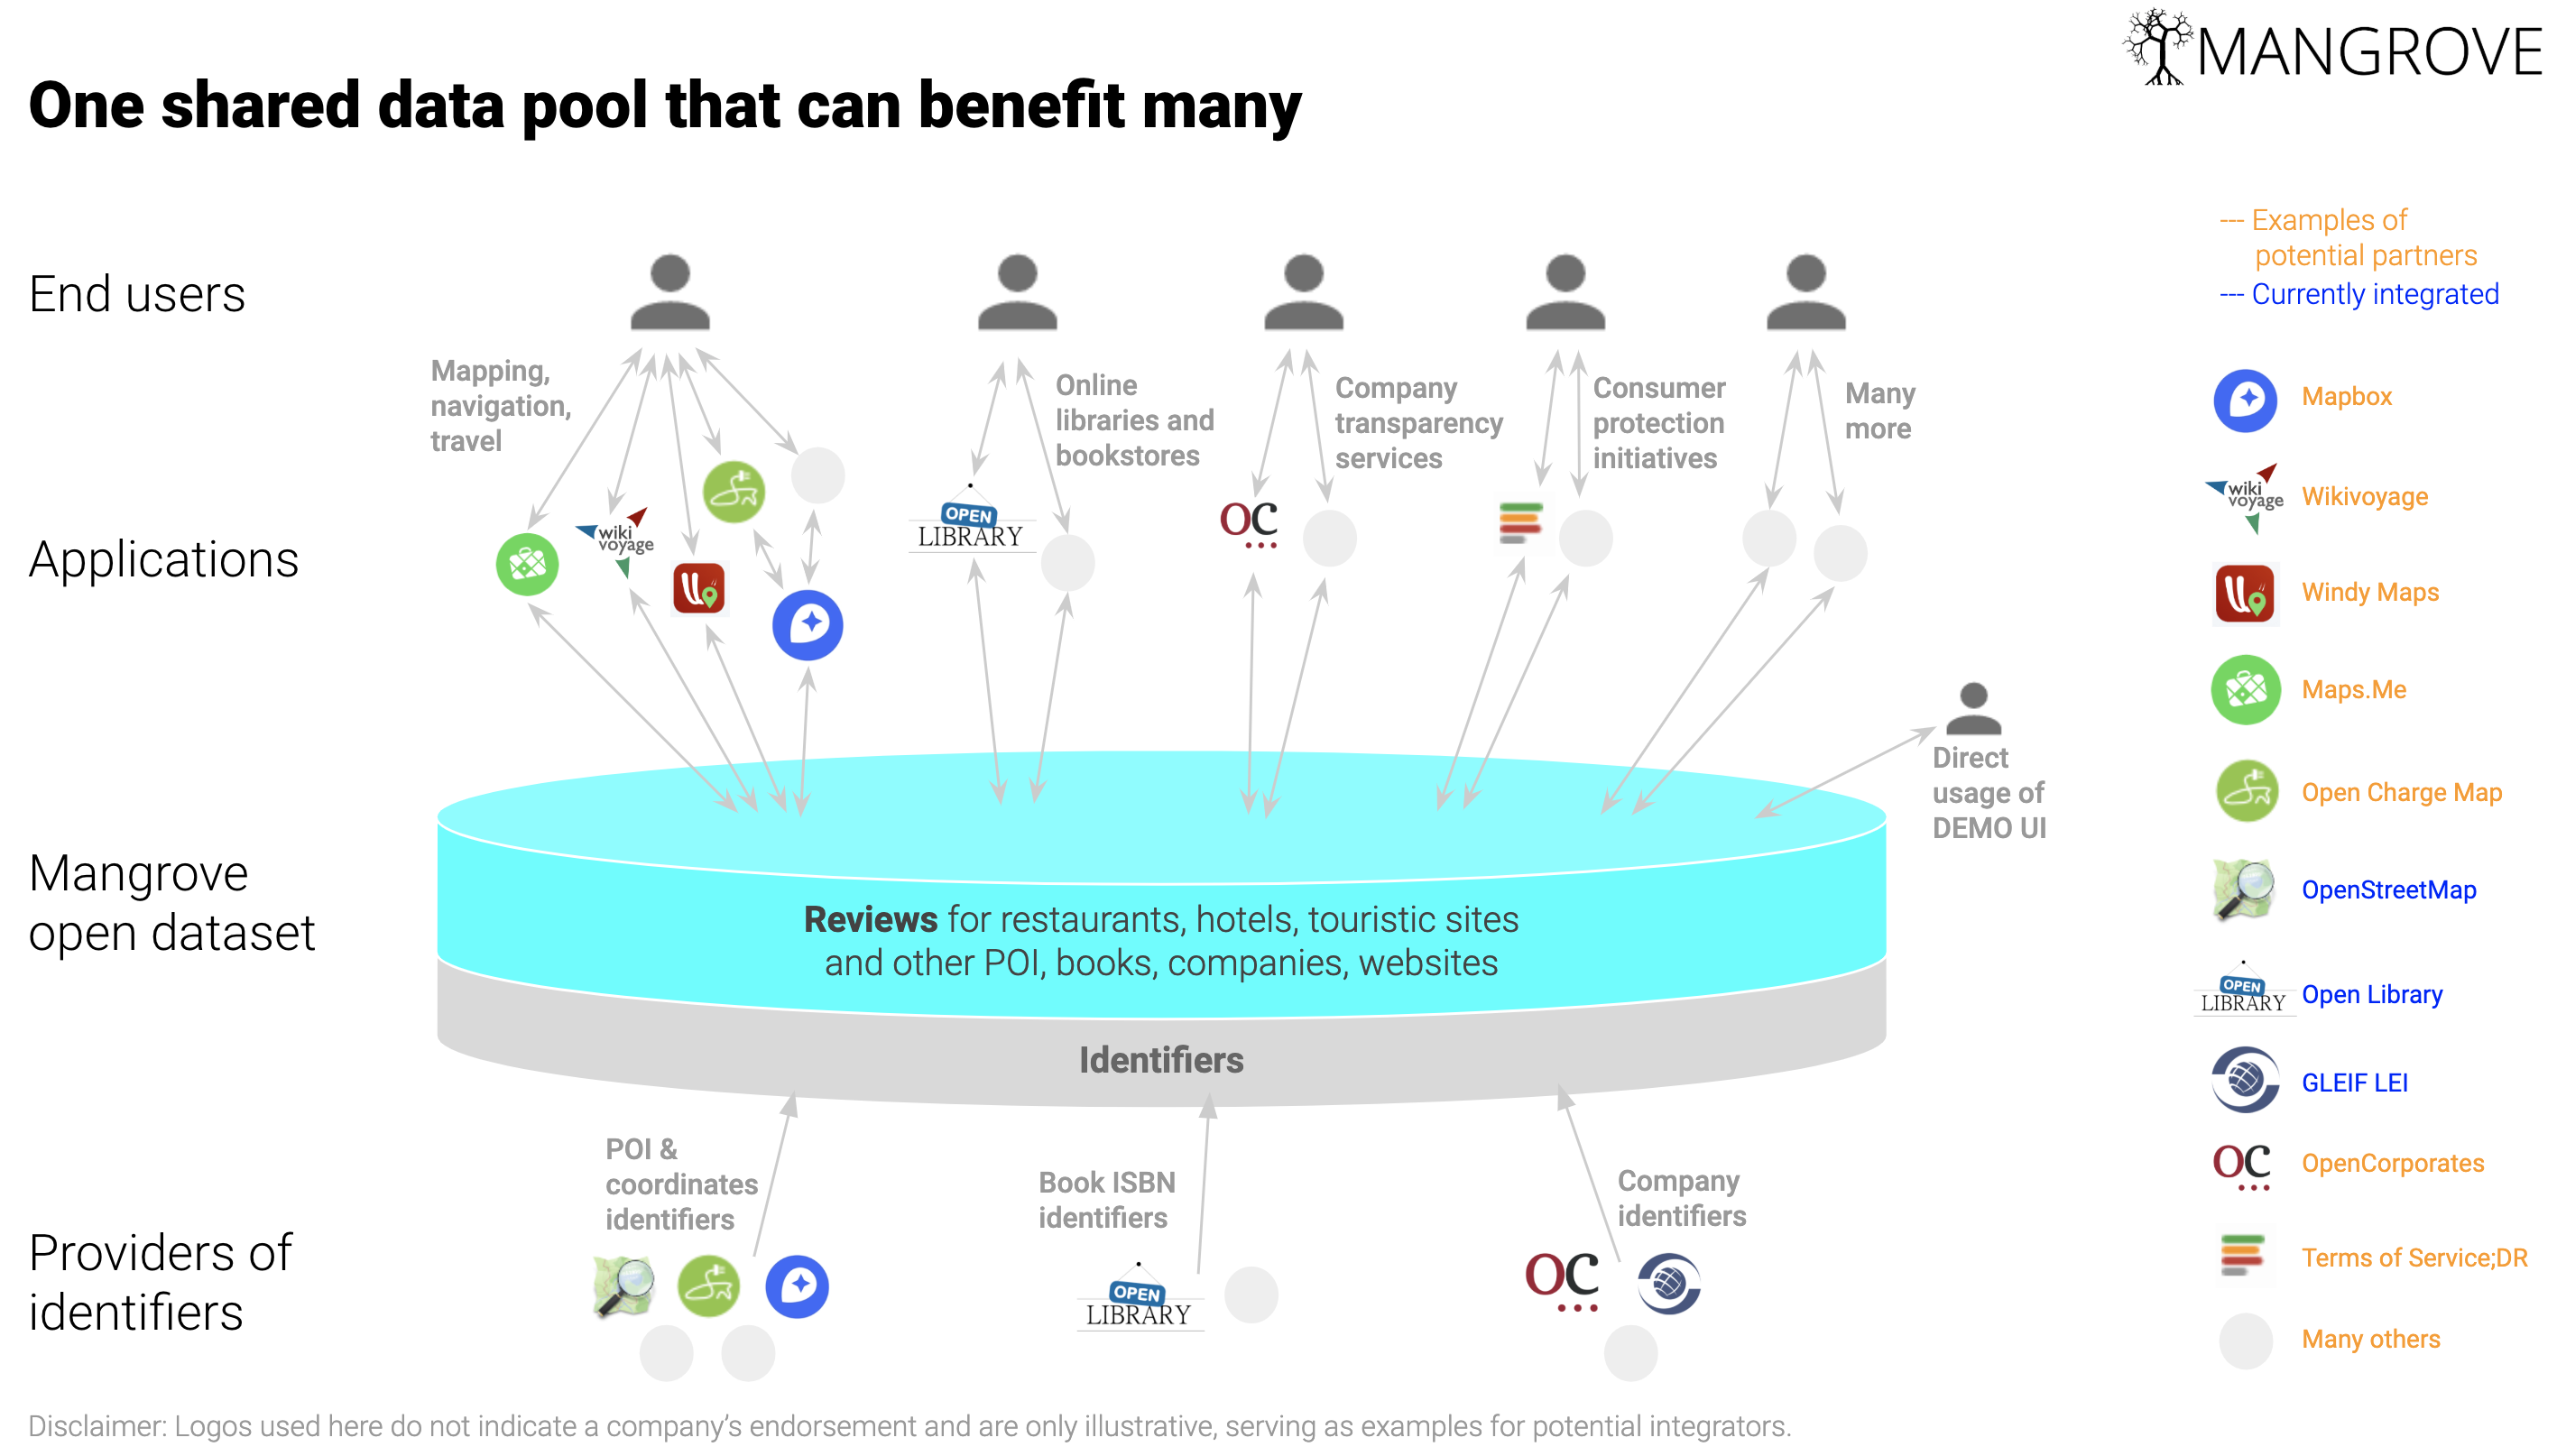 MANGROVE
One shared data pool that can benefit many
--- Examples of
potential partners
--- Currently integrated
End users
Mapping,
navigation,
travel
Online
libraries and
bookstores
Company
transparency
services
Consumer
protection
initiatives
Many
more
Applications
wiki
voyage
OPEN
LIBRARY
OC
Direct
usage of
DEMO UI
Mangrove
open dataset
Reviews for restaurants, hotels, touristic sites
and other POI, books, companies, websites
Identifiers
POI &
coordinates
identifiers
Book ISBN
identifiers
Company
identifiers
Providers of
identifiers
OPEN
LIBRARY
OC
Mapbox
wiki
voyage
Wikivoyage
Windy Maps
Maps.Me
Open Charge Map
OpenStreetMap
OPEN
LIBRARY
Open Library
GLEIF LEI
OC
OpenCorporates
Terms of Service;DR
Many others
Disclaimer: Logos used here do not indicate a company's endorsement and are only illustrative, serving as examples for potential integrators.